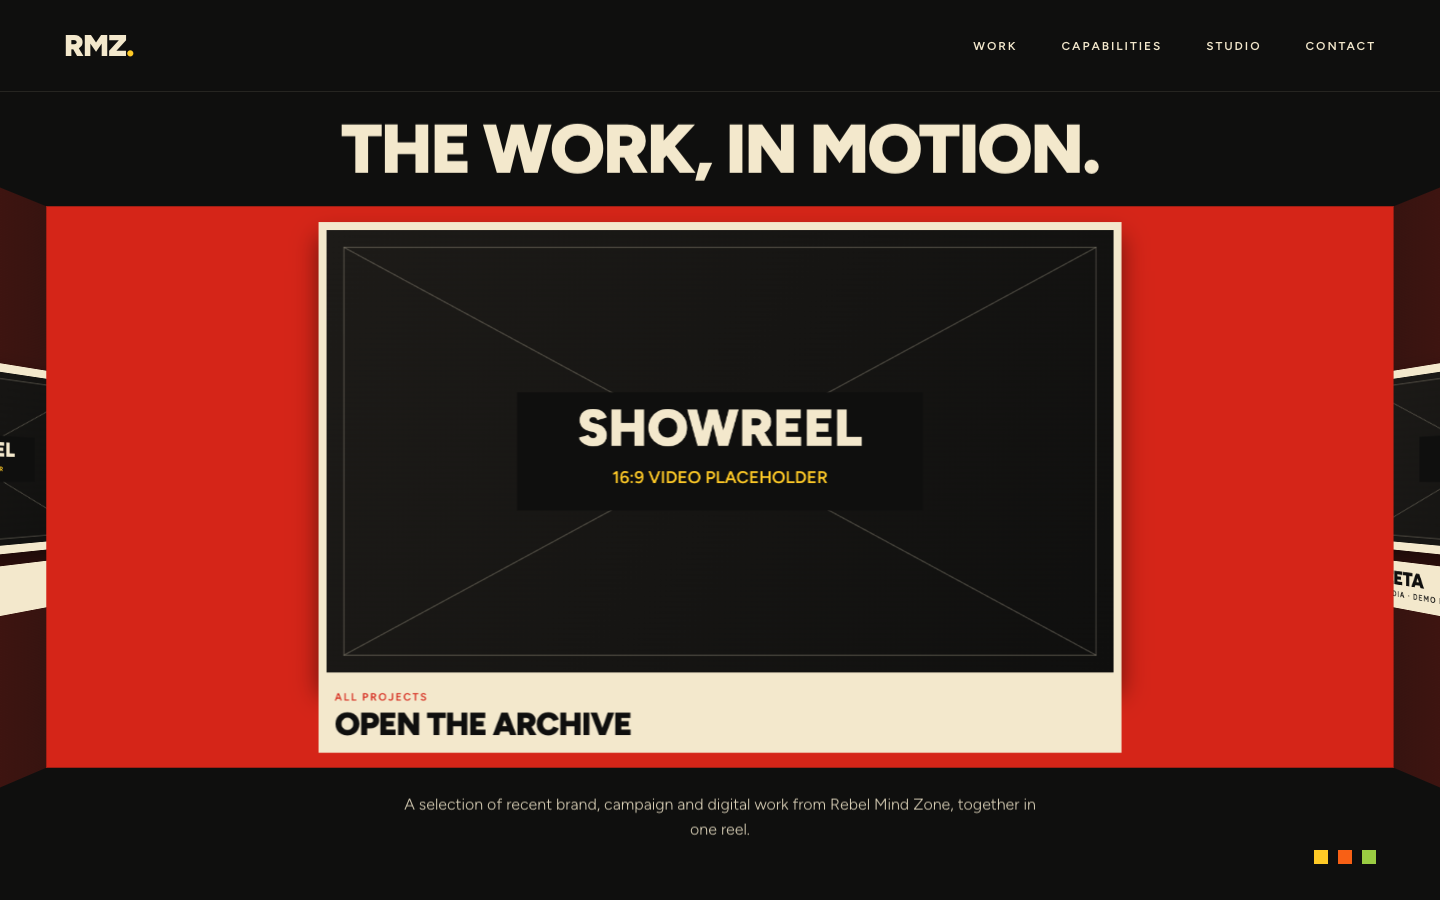 RMZ.
WORK CAPABILITIES STUDIO CONTACT
THE WORK, IN MOTION.
SHOWREEL
16:9 VIDEO PLACEHOLDER
ALL PROJECTS
OPEN THE ARCHIVE
A selection of recent brand, campaign and digital work from Rebel Mind Zone, together in
one reel.